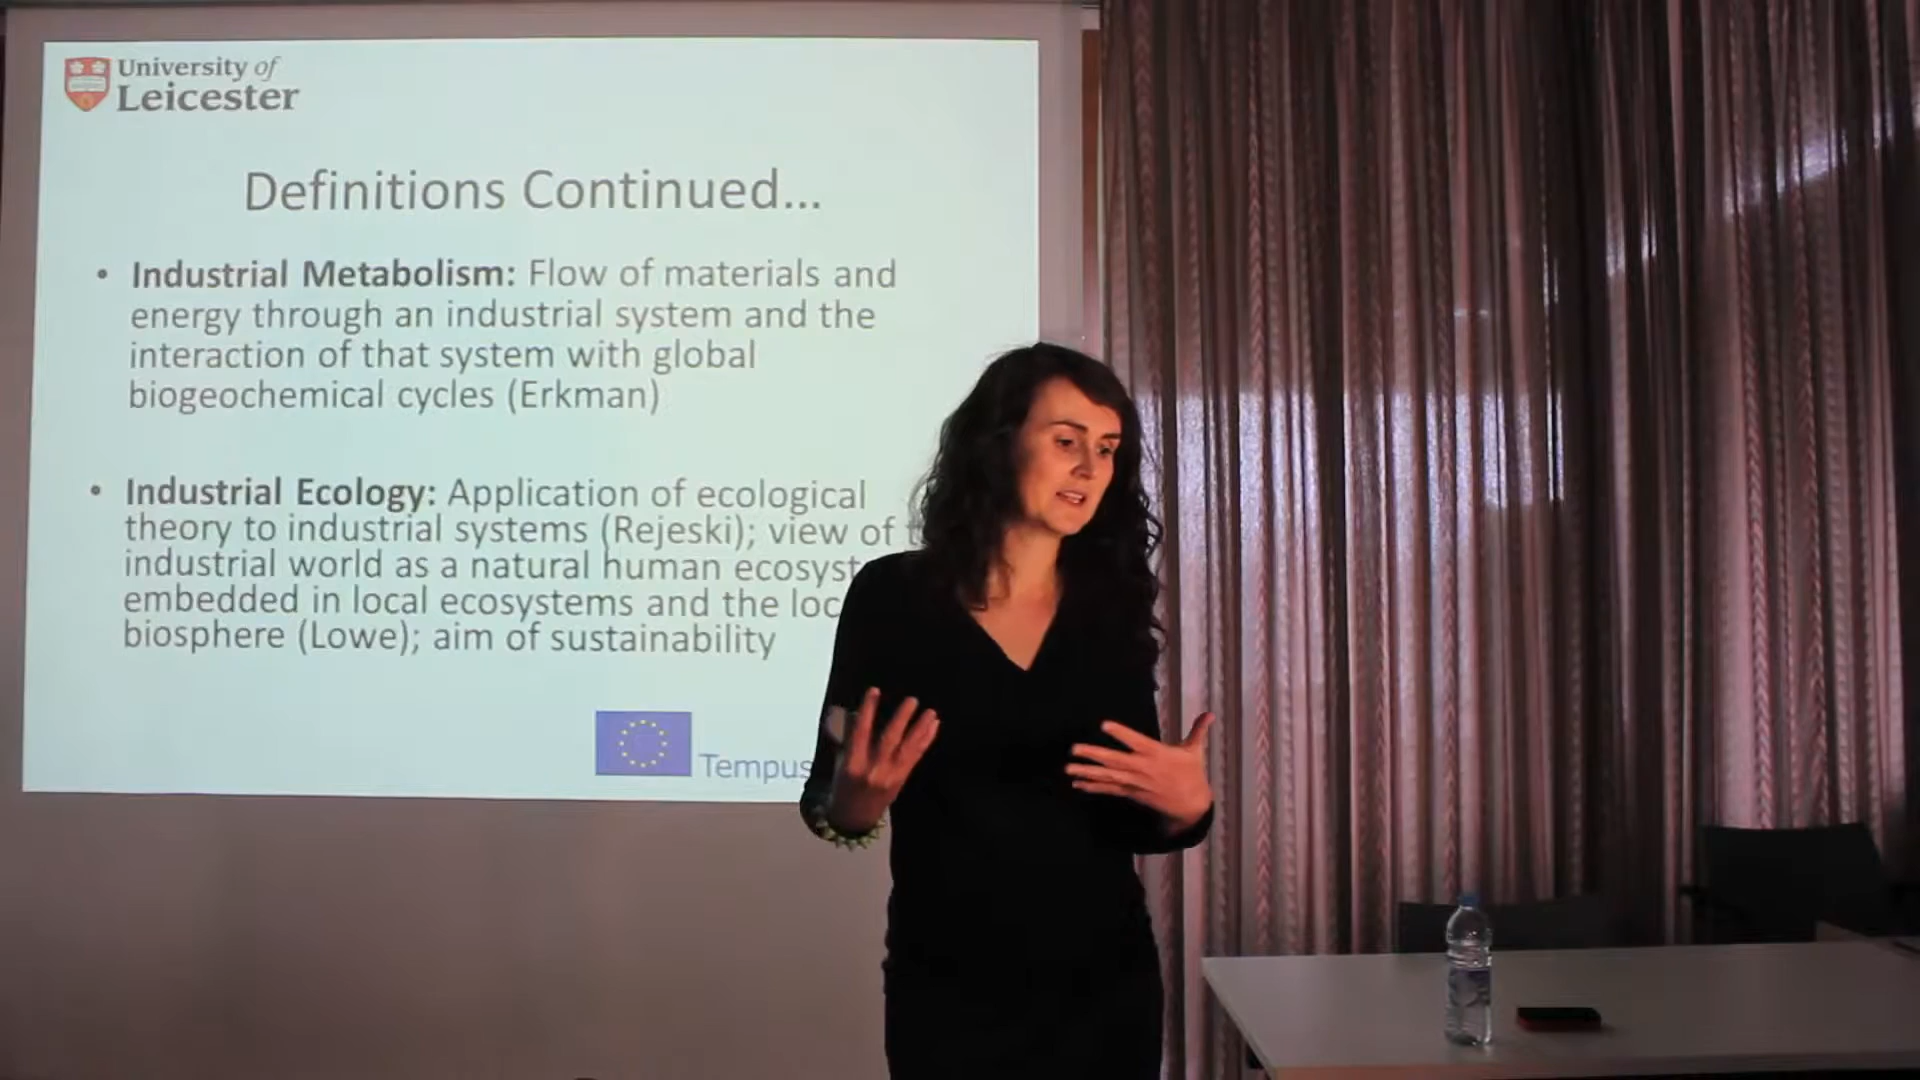 University of
Leicester
Definitions Continued...
• Industrial Metabolism: Flow of materials and
energy through an industrial system and the
interaction of that system with global
biogeochemical cycles (Erkman)
• Industrial Ecology: Application of ecological
theory to industrial systems (Rejeski); view of
industrial world as a natural human
embedded in local ecosystems and the
biosphere (Lowe); aim of sustainability
Tempus